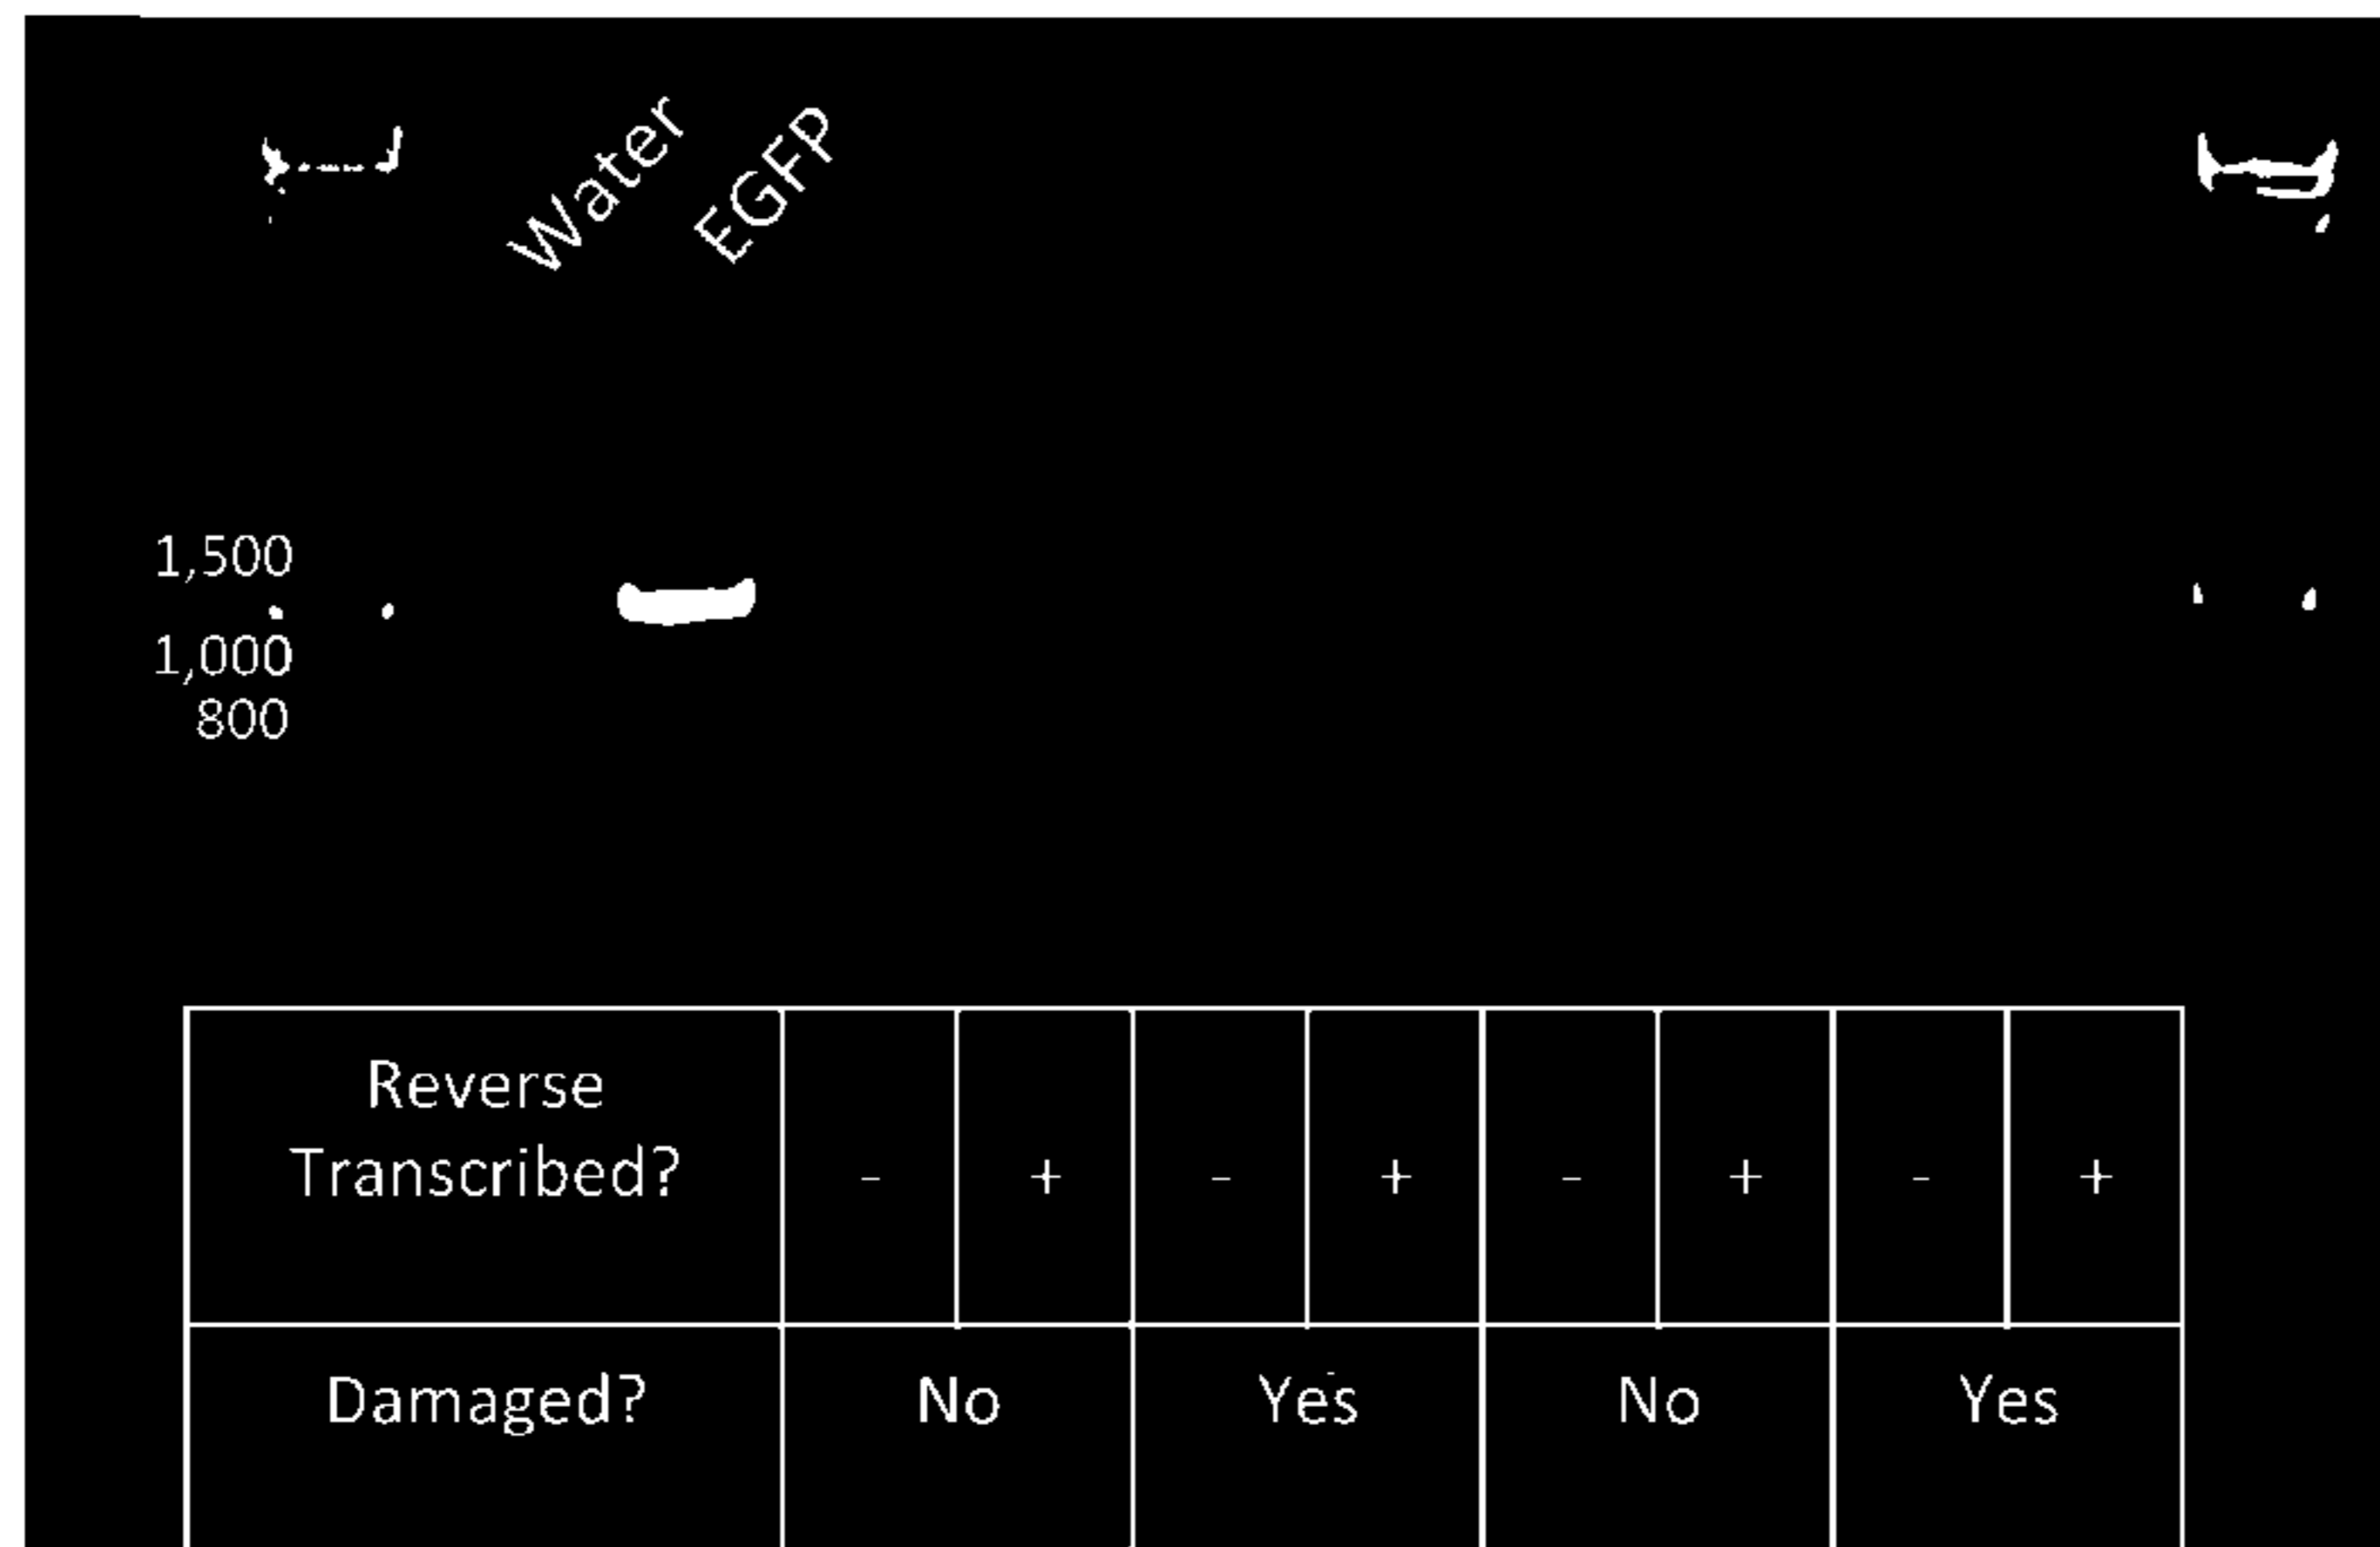 Water
EGFP
1,500
1,000
800
Reverse
Transcribed? - + - + - + - +
Damaged? No Yes No Yes